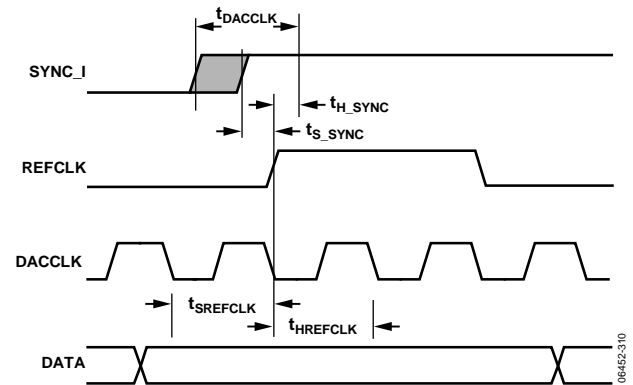 tDACCLK
SYNC_I
tH_SYNC
tS_SYNC
REFCLK
DACCLK
tSREFCLK
tHREFCLK
DATA
06452-310